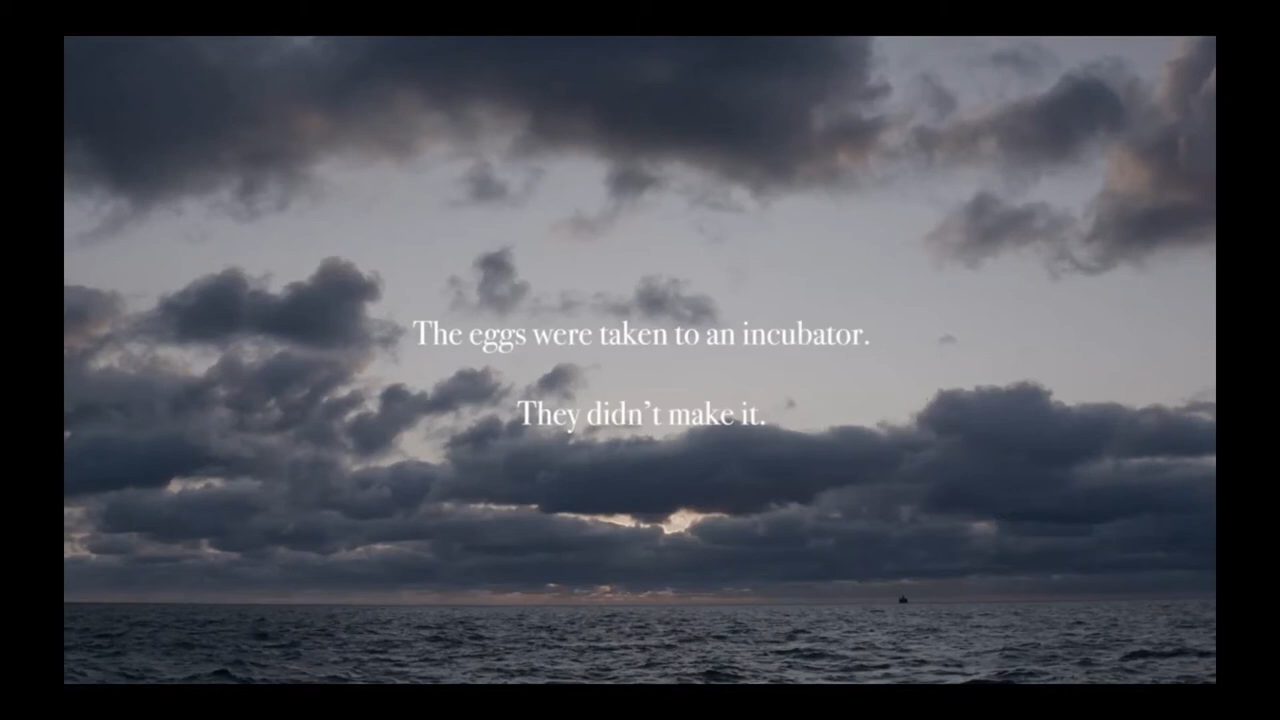 The eggs were taken to an incubator.
They didn’t make it.